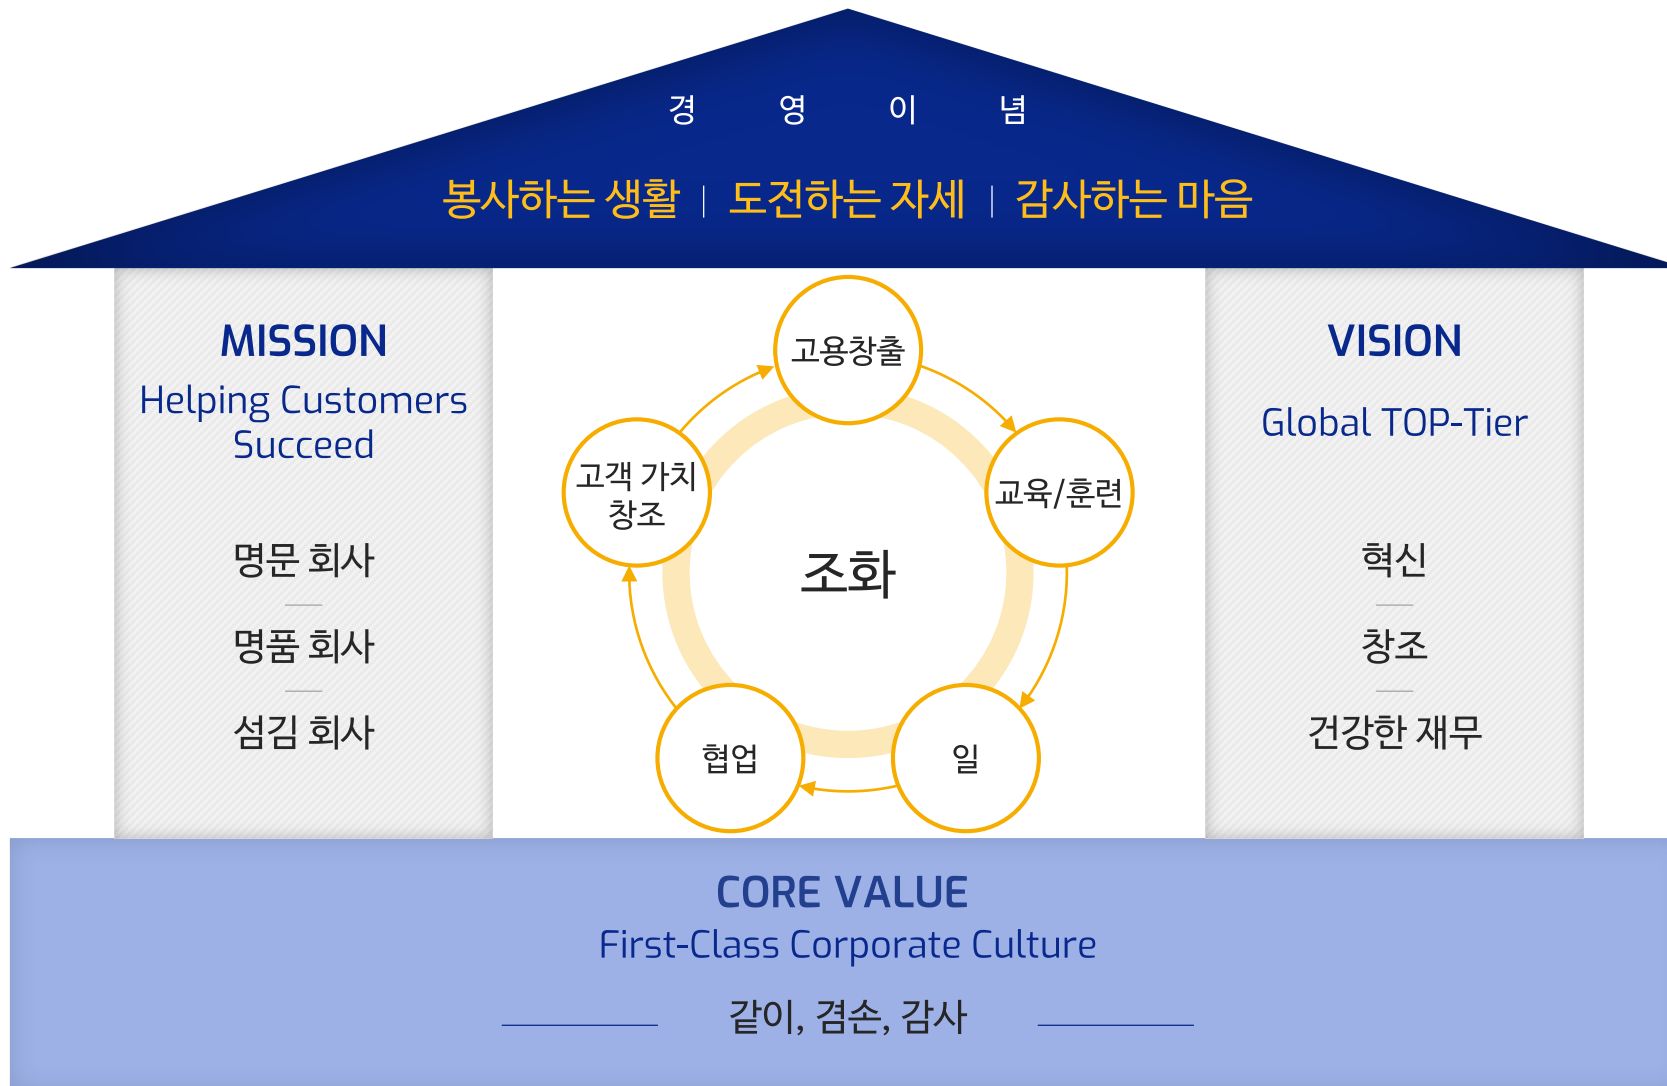 경 영 이 념
봉사하는 생활 | 도전하는 자세 | 감사하는 마음
MISSION
Helping Customers
Succeed
명문 회사
명품 회사
섬김 회사
고용창출
교육/훈련
일
협업
고객 가치
창조
조화
VISION
Global TOP-Tier
혁신
창조
건강한 재무
CORE VALUE
First-Class Corporate Culture
같이, 겸손, 감사